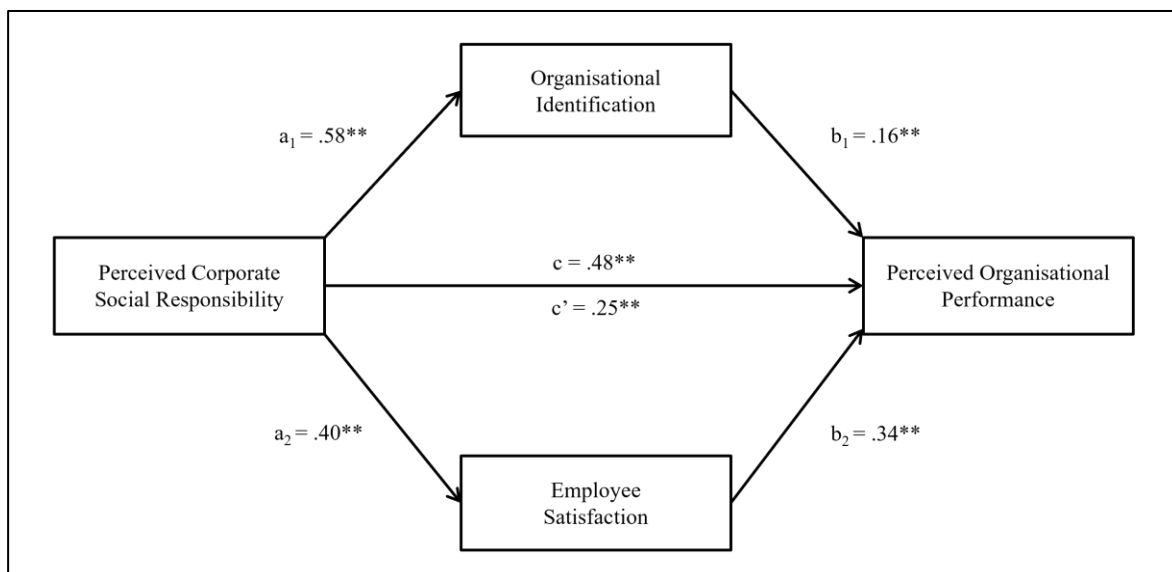 Organisational
Identification
a₁ = .58**
b₁ = .16**
Perceived Corporate
Social Responsibility
c = .48**
c’ = .25**
Perceived Organisational
Performance
a₂ = .40**
b₂ = .34**
Employee
Satisfaction